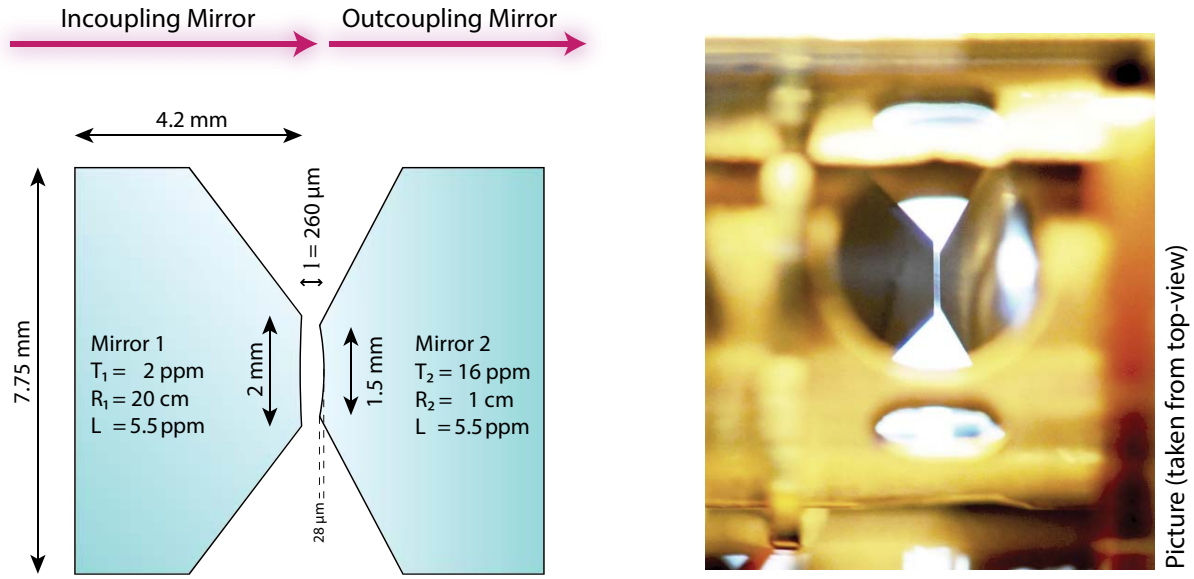 Incoupling Mirror
Outcoupling Mirror
4.2 mm
7.75 mm
l = 260 µm
2 mm
1.5 mm
28 µm
Mirror 1
T₁ = 2 ppm
R₁ = 20 cm
L = 5.5 ppm
Mirror 2
T₂ = 16 ppm
R₂ = 1 cm
L = 5.5 ppm
Picture (taken from top-view)